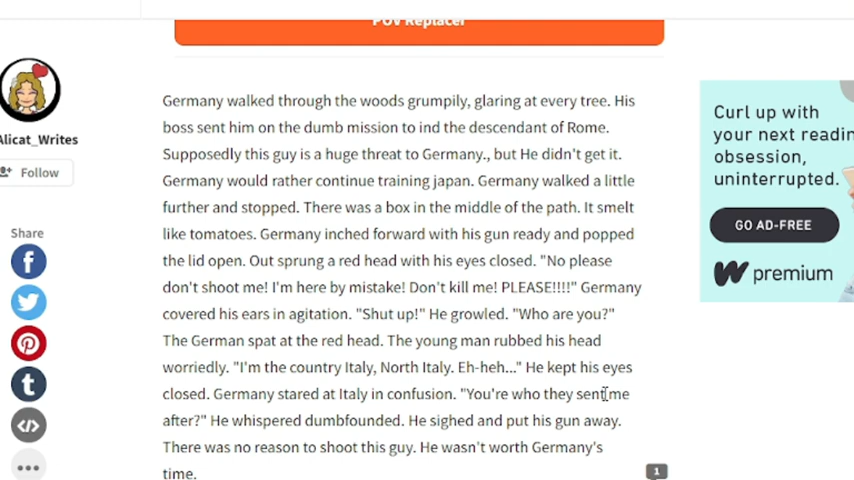 POV Replacer
Alicat_Writes
Follow
Share
Germany walked through the woods grumpily, glaring at every tree. His
boss sent him on the dumb mission to ind the descendant of Rome.
Supposedly this guy is a huge threat to Germany., but He didn't get it.
Germany would rather continue training japan. Germany walked a little
further and stopped. There was a box in the middle of the path. It smelt
like tomatoes. Germany inched forward with his gun ready and popped
the lid open. Out sprung a red head with his eyes closed. "No please
don't shoot me! I'm here by mistake! Don't kill me! PLEASE!!!!" Germany
covered his ears in agitation. "Shut up!" He growled. "Who are you?"
The German spat at the red head. The young man rubbed his head
worriedly. "I'm the country Italy, North Italy. Eh-heh..." He kept his eyes
closed. Germany stared at Italy in confusion. "You're who they sent me
after?" He whispered dumbfounded. He sighed and put his gun away.
There was no reason to shoot this guy. He wasn't worth Germany's
time.
1
Curl up with
your next readin
obsession,
uninterrupted.
GO AD-FREE
premium